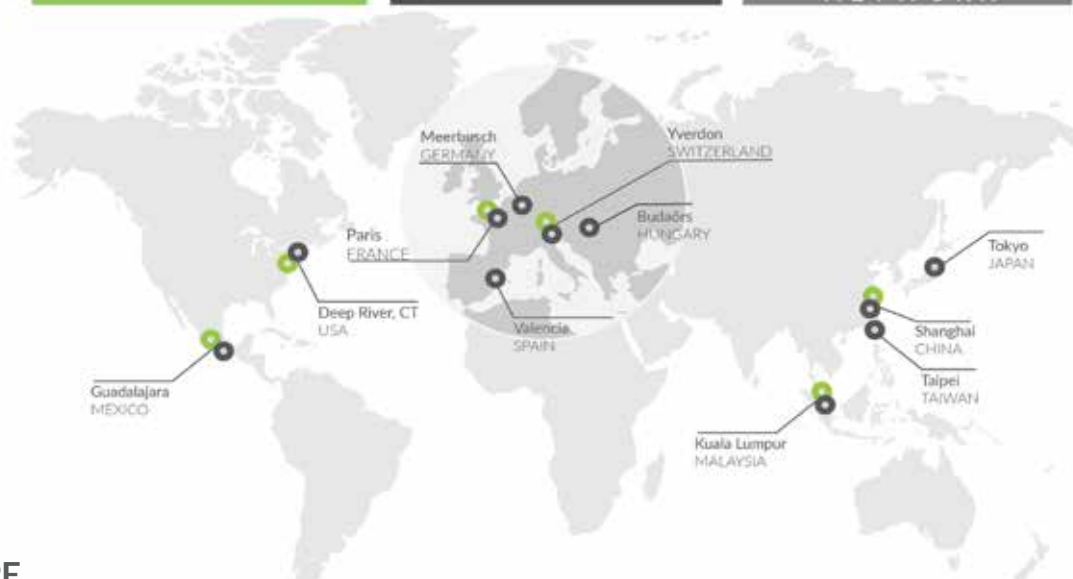 Meerbusch
GERMANY
Yverdon
SWITZERLAND
Paris
FRANCE
Budaörs
HUNGARY
Tokyo
JAPAN
Deep River, CT
USA
Valencia
SPAIN
Shanghai
CHINA
Guadalajara
MEXICO
Taipei
TAIWAN
Kuala Lumpur
MALAYSIA